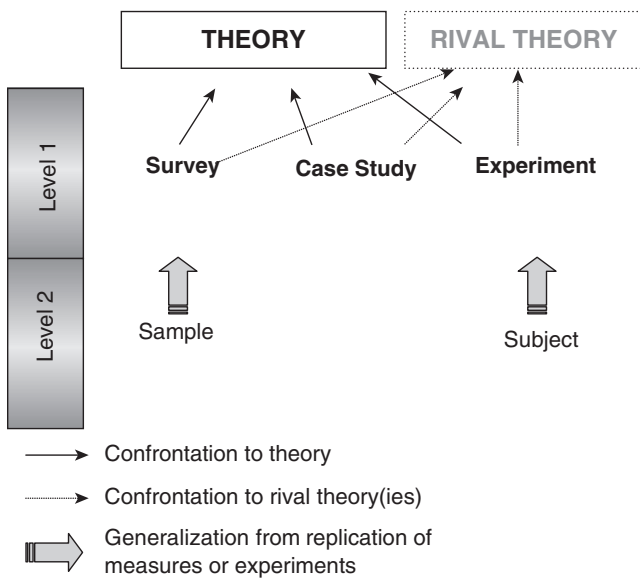 THEORY
RIVAL THEORY
Level 1
Survey
Case Study
Experiment
Level 2
Sample
Subject
Confrontation to theory
Confrontation to rival theory(ies)
Generalization from replication of
measures or experiments